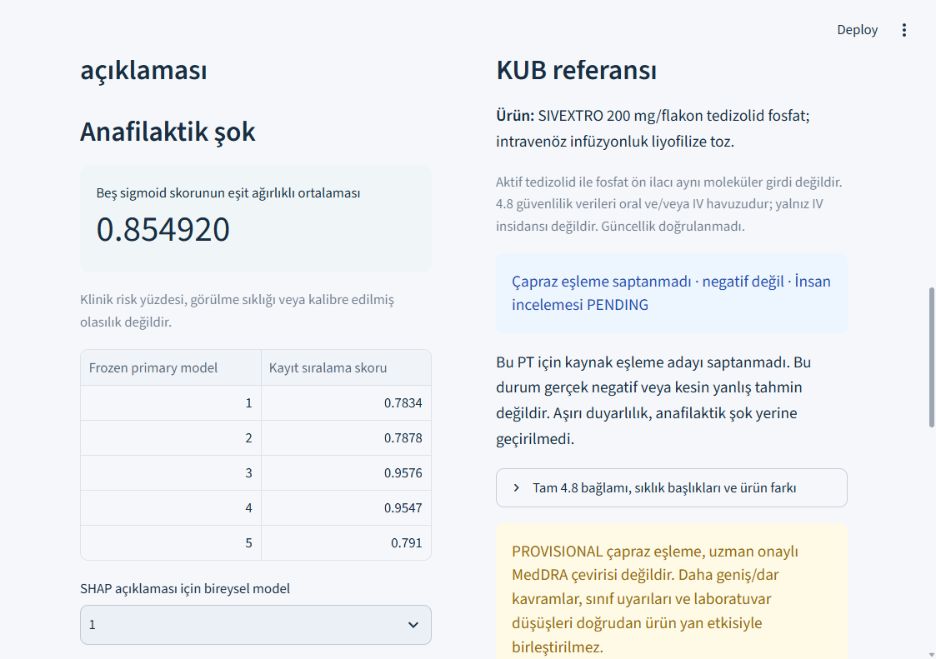 Deploy
açıklaması
Anafilaktik şok
Beş sigmoid skorunun eşit ağırlıklı ortalaması
0.854920
Klinik risk yüzdesi, görülme sıklığı veya kalibre edilmiş
olasılık değildir.
Frozen primary model
Kayıt sıralama skoru
1
0.7834
2
0.7878
3
0.9576
4
0.9547
5
0.791
SHAP açıklaması için bireysel model
1
KUB referansı
Ürün: SIVEXTRO 200 mg/flakon tedizolid fosfat;
intravenöz infüzyonluk liyofilize toz.
Aktif tedizolid ile fosfat ön ilacı aynı moleküler girdi değildir.
4.8 güvenlilik verileri oral ve/veya IV havuzudur; yalnız IV
insidansı değildir. Güncellik doğrulanmadı.
Çapraz eşleme saptanmadı · negatif değil · İnsan
incelemesi PENDING
Bu PT için kaynak eşleme adayı saptanmadı. Bu
durum gerçek negatif veya kesin yanlış tahmin
değildir. Aşırı duyarlılık, anafilaktik şok yerine
geçirilmedi.
Tam 4.8 bağlamı, sıklık başlıkları ve ürün farkı
PROVISIONAL çapraz eşleme, uzman onaylı
MedDRA çevirisi değildir. Daha geniş/dar
kavramlar, sınıf uyarıları ve laboratuvar
düşüşleri doğrudan ürün yan etkisiyle
birleştirilmez.